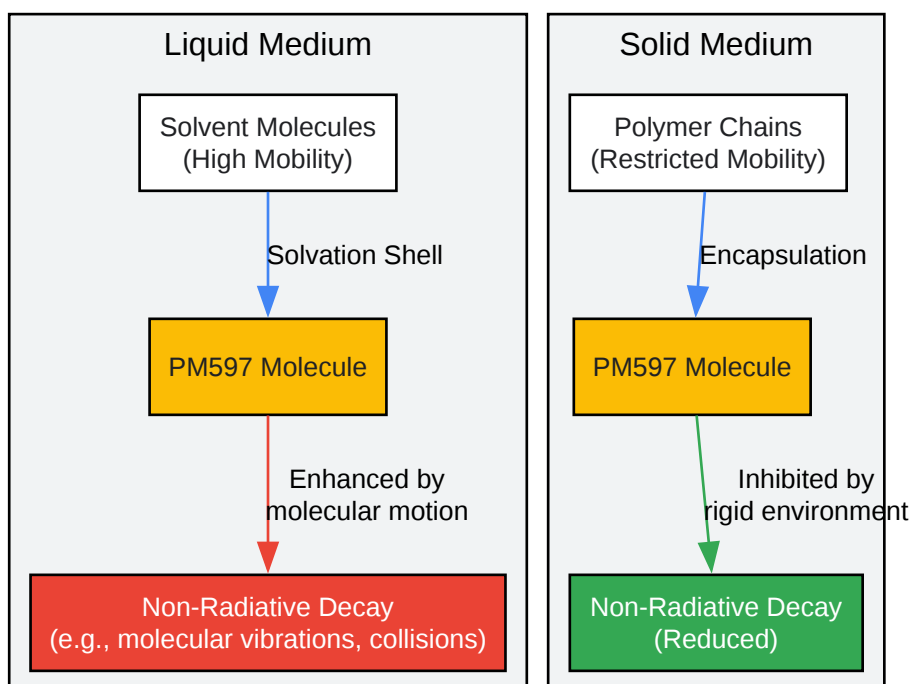 Liquid Medium
Solvent Molecules
(High Mobility)
Solvation Shell
PM597 Molecule
Enhanced by
molecular motion
Non-Radiative Decay
(e.g., molecular vibrations, collisions)
Solid Medium
Polymer Chains
(Restricted Mobility)
Encapsulation
PM597 Molecule
Inhibited by
rigid environment
Non-Radiative Decay
(Reduced)